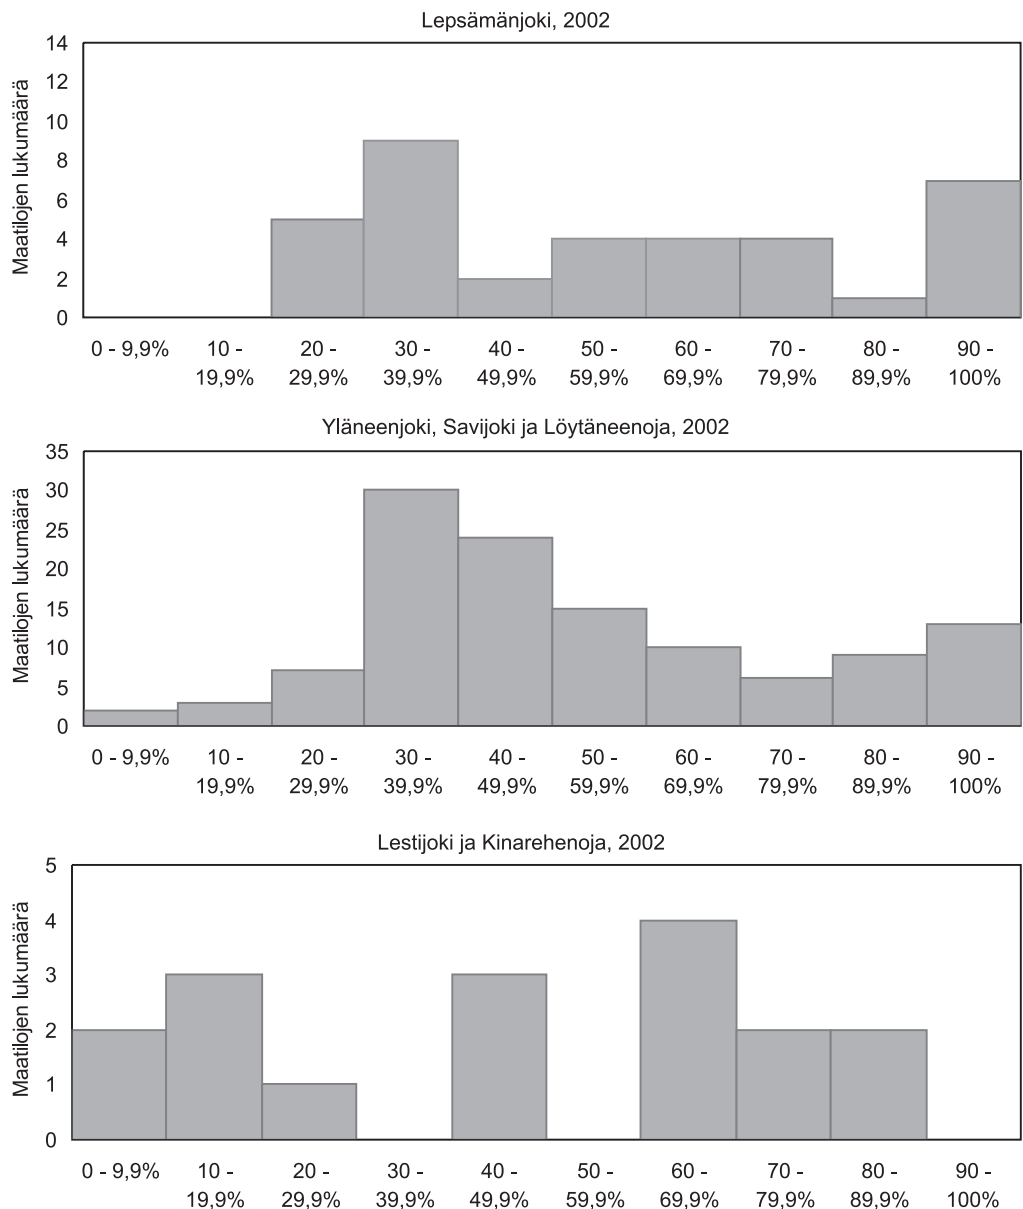 Lepsämänjoki, 2002
Maatilojen lukumäärä
14
12
10
8
6
4
2
0
0 - 9,9% 10 - 20 - 30 - 40 - 50 - 60 - 70 - 80 - 90 -
19,9% 29,9% 39,9% 49,9% 59,9% 69,9% 79,9% 89,9% 100%
Yläneenjoki, Savijoki ja Löytäneenoja, 2002
Maatilojen lukumäärä
35
30
25
20
15
10
5
0
0 - 9,9% 10 - 20 - 30 - 40 - 50 - 60 - 70 - 80 - 90 -
19,9% 29,9% 39,9% 49,9% 59,9% 69,9% 79,9% 89,9% 100%
Lestijoki ja Kinarehenoja, 2002
Maatilojen lukumäärä
5
4
3
2
1
0
0 - 9,9% 10 - 20 - 30 - 40 - 50 - 60 - 70 - 80 - 90 -
19,9% 29,9% 39,9% 49,9% 59,9% 69,9% 79,9% 89,9% 100%